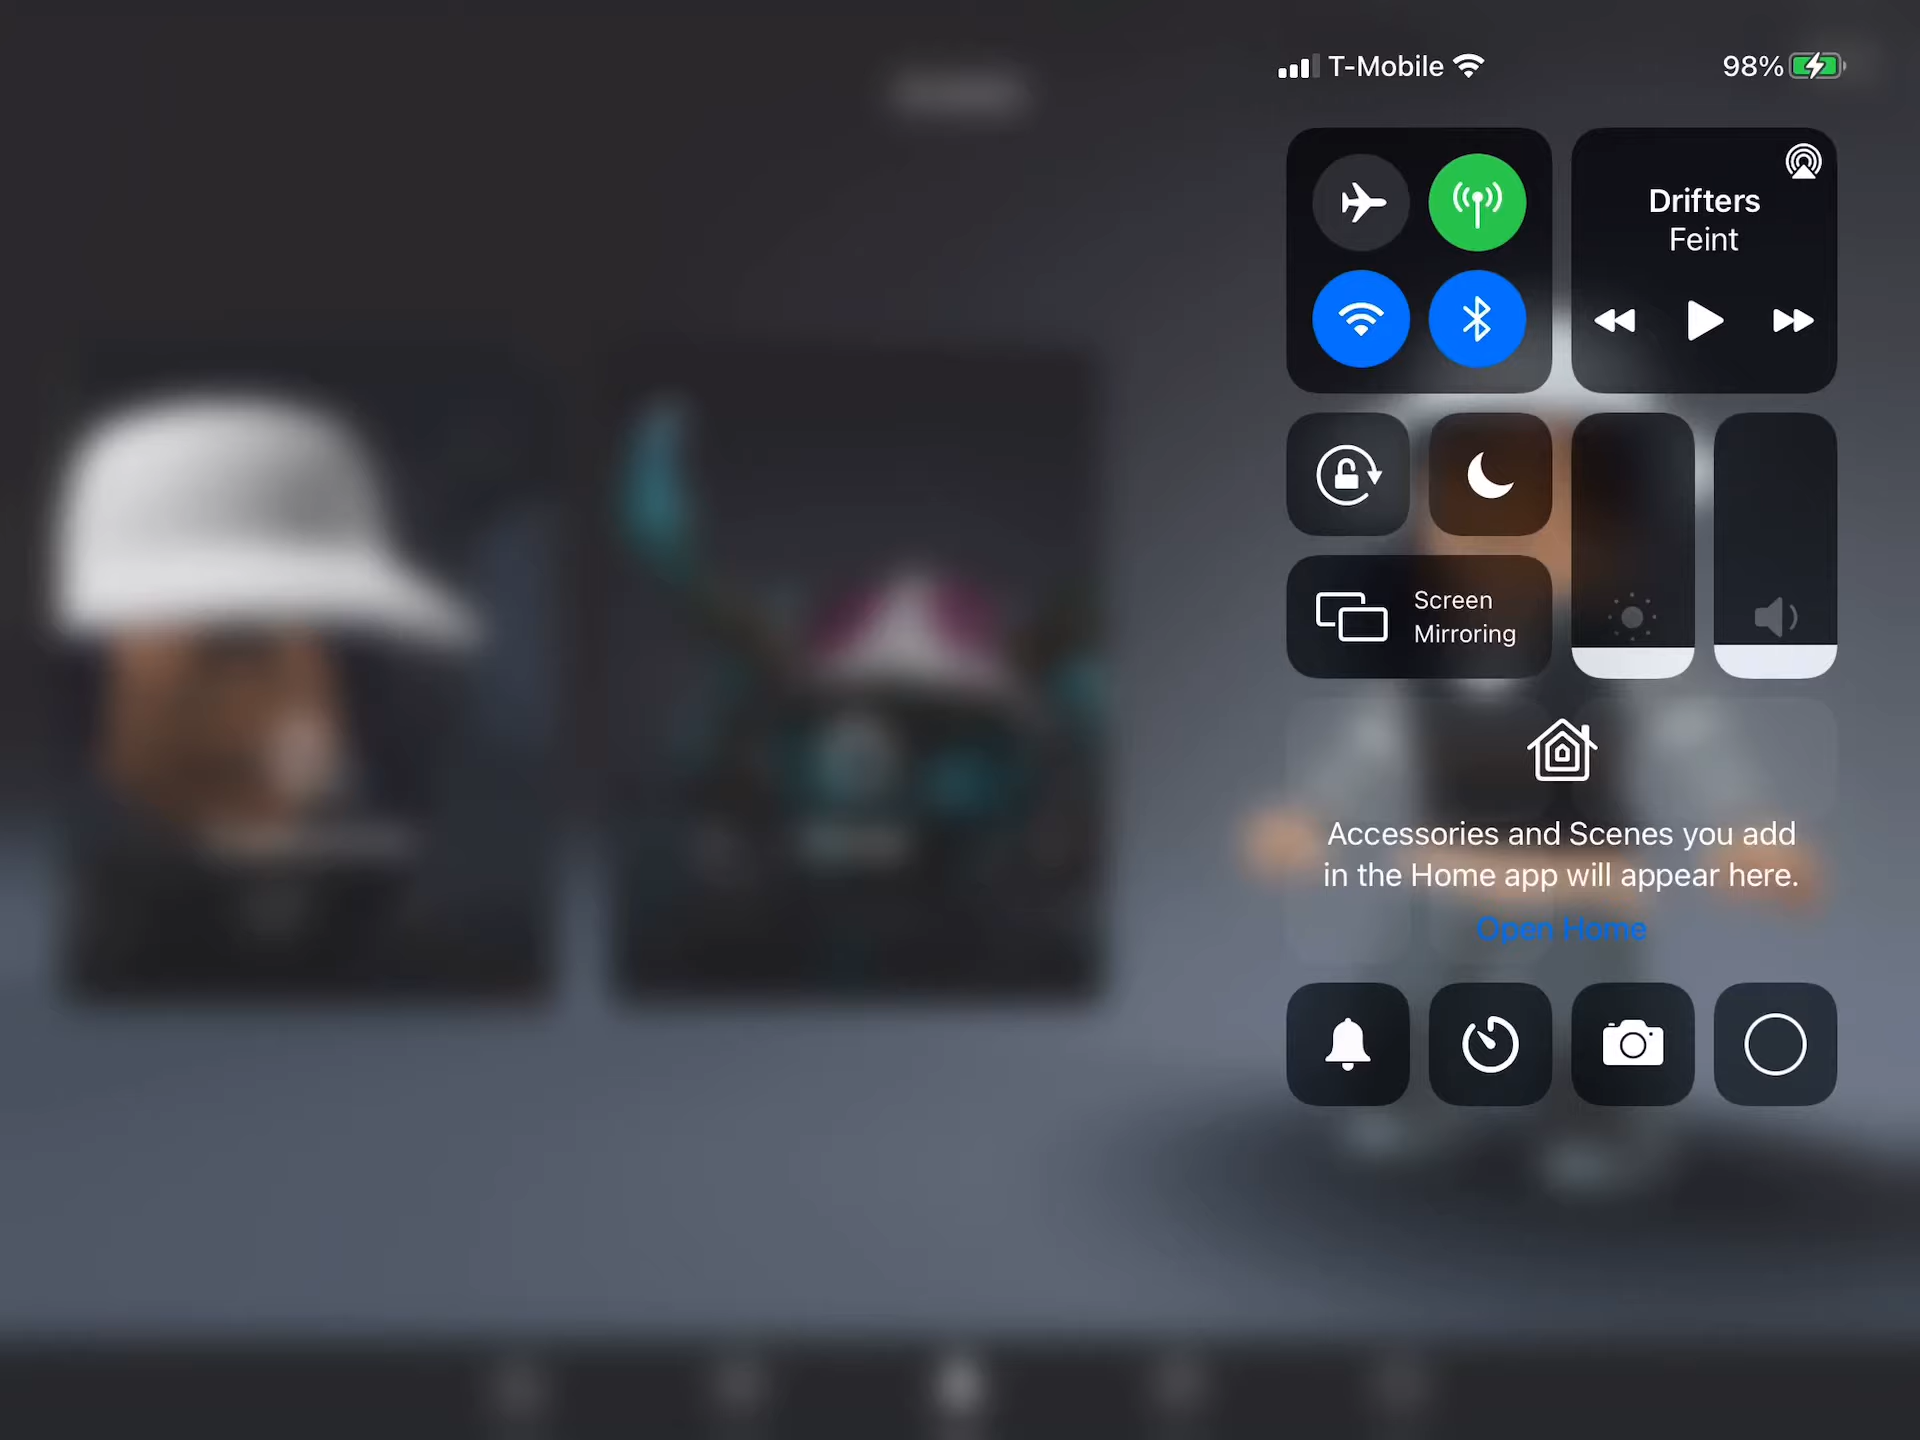 T-Mobile
98%
Drifters
Feint
Screen
Mirroring
Accessories and Scenes you add
in the Home app will appear here.
Open Home